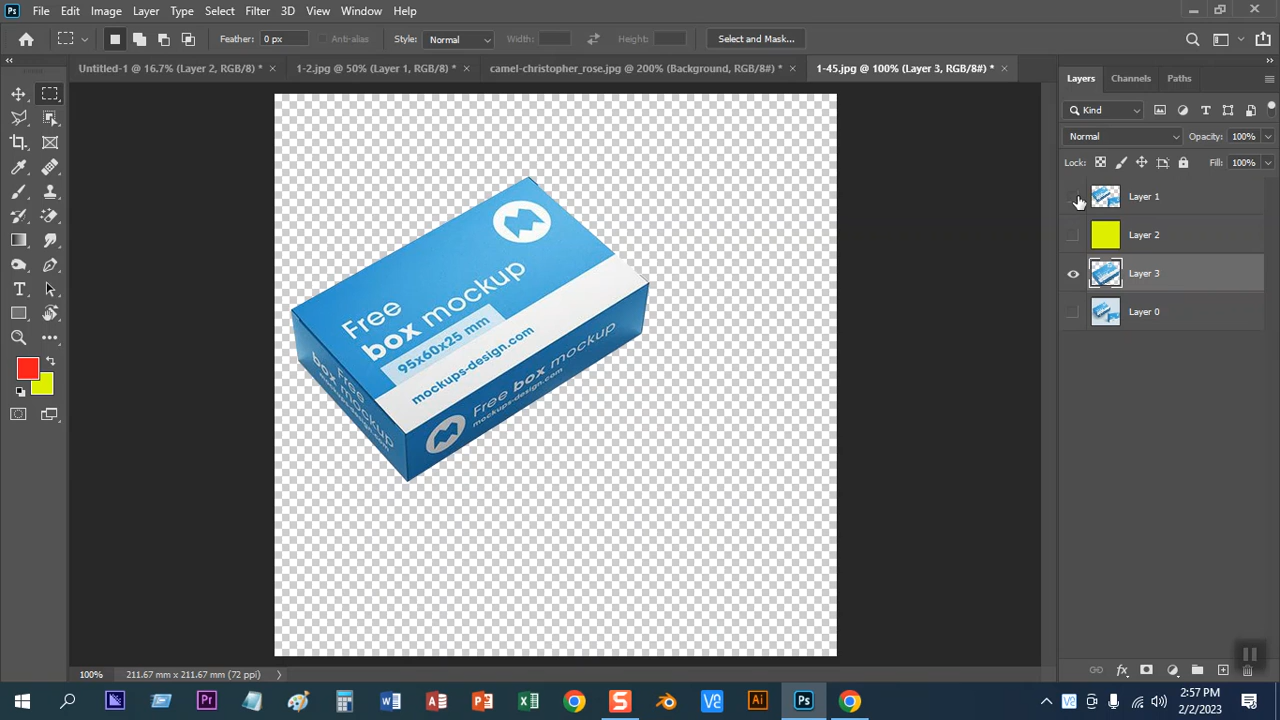 File Edit Image Layer Type Select Filter 3D View Window Help
Feather: 0 px Anti-alias Style: Normal Width: Height: Select and Mask...
Untitled-1 @ 16.7% (Layer 2, RGB/8) * × 1-2.jpg @ 50% (Layer 1, RGB/8) * × camel-christopher_rose.jpg @ 200% (Background, RGB/8#) * × 1-45.jpg @ 100% (Layer 3, RGB/8#) * ×
Layers Channels Paths
Kind
Normal Opacity: 100%
Lock: Fill: 100%
Layer 1
Layer 2
Layer 3
Layer 0
Free
box mockup
95x60x25 mm
mockups-design.com
Free box mockup
mockups-design.com
Free
box mockup
100% 211.67 mm x 211.67 mm (72 ppi)
2:57 PM
2/2/2023